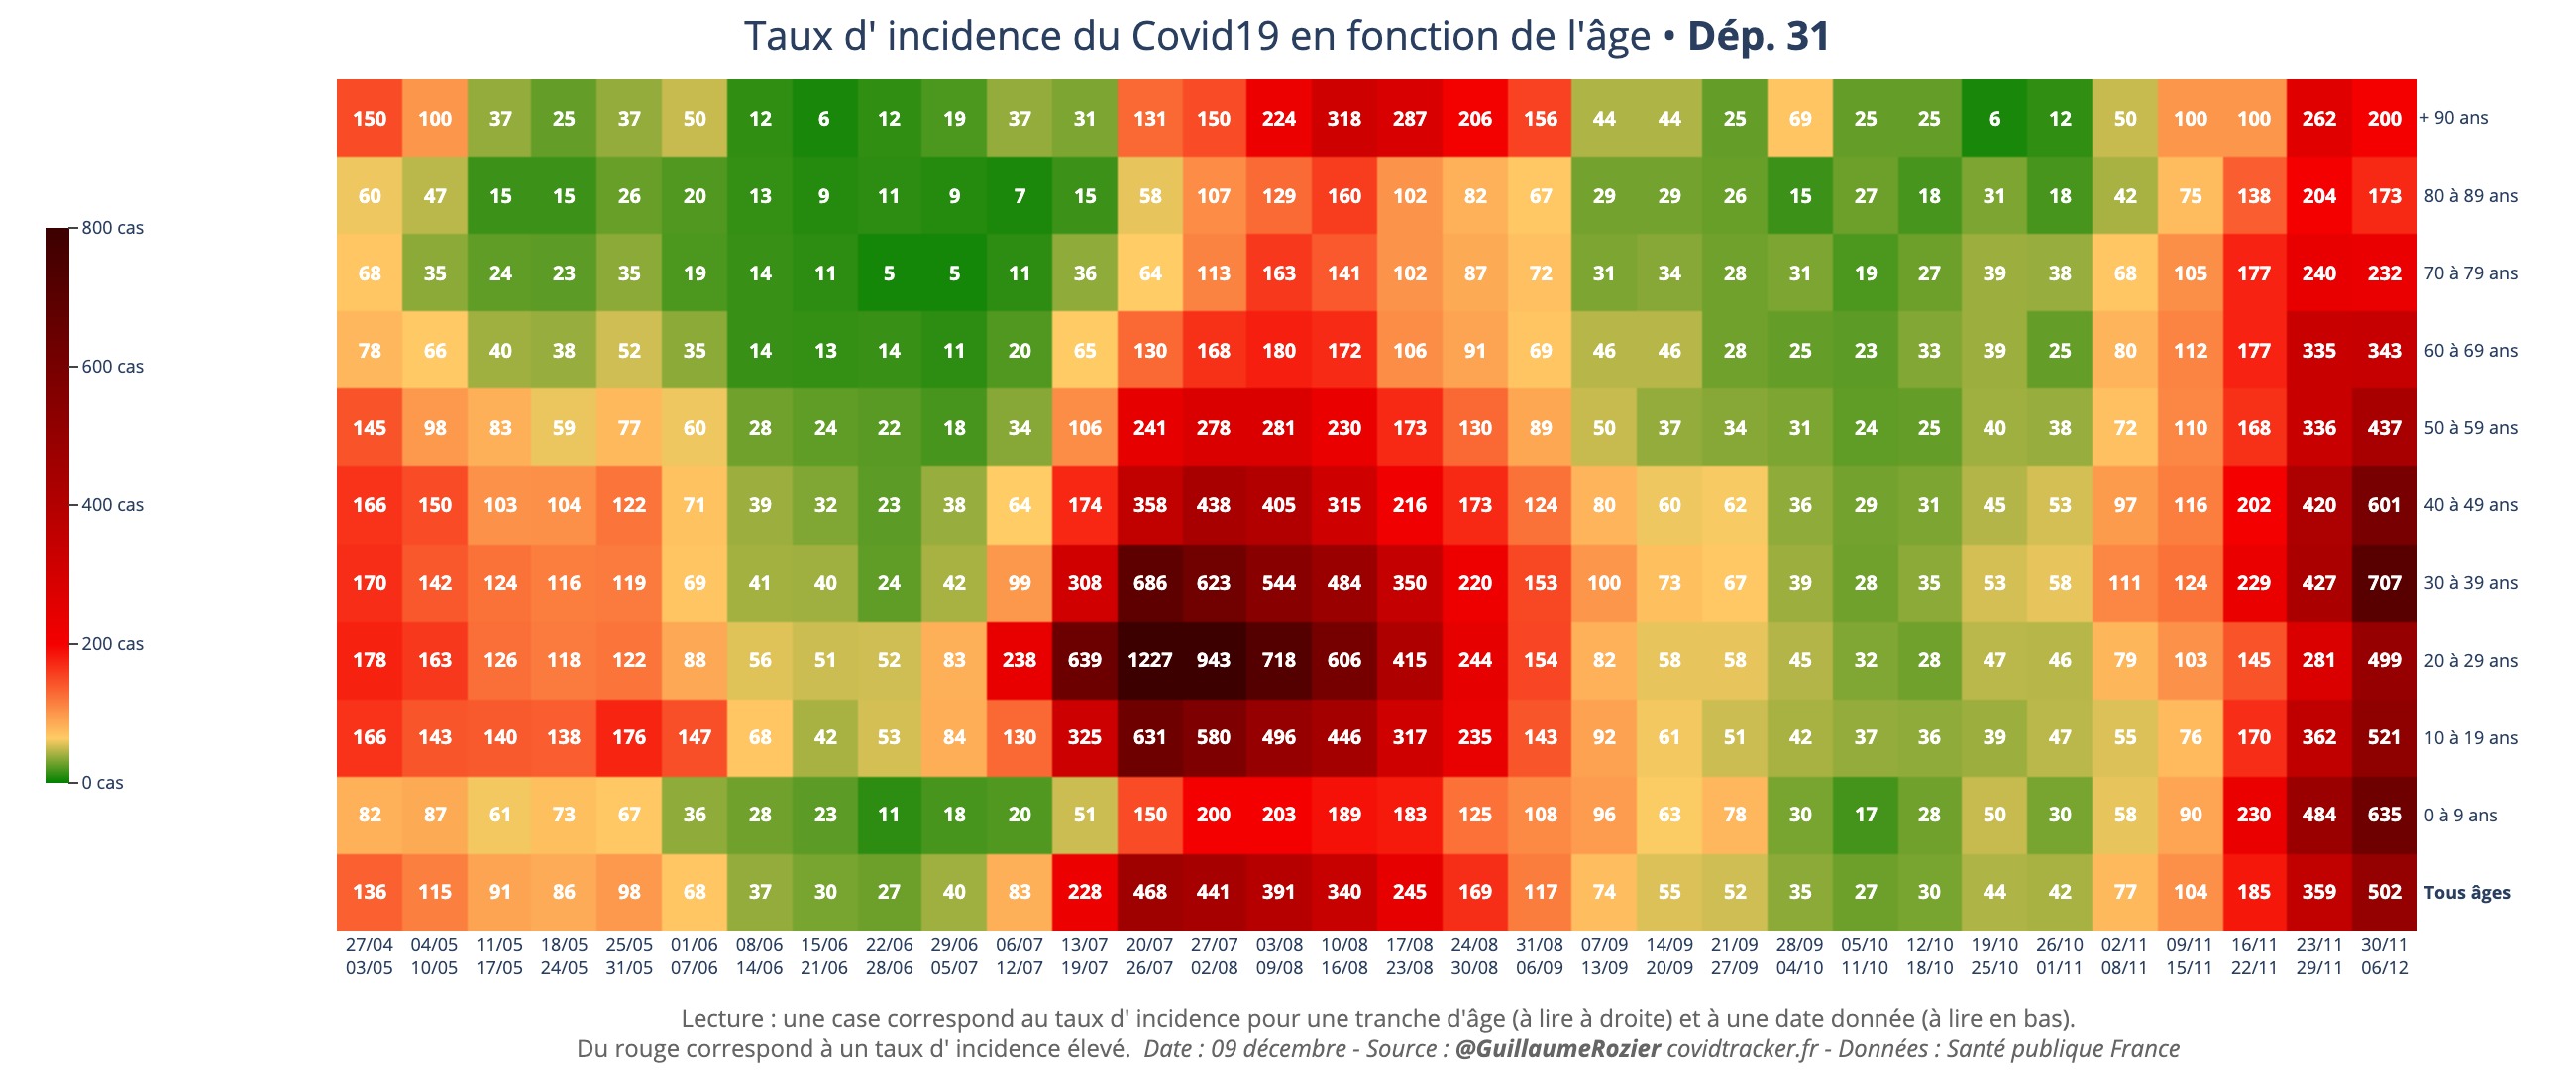 Taux d' incidence du Covid19 en fonction de l'âge • Dép. 31
800 cas
600 cas
400 cas
200 cas
0 cas
150 100 37 25 37 50 12 6 12 19 37 31 131 150 224 318 287 206 156 44 44 25 69 25 25 6 12 50 100 100 262 200 + 90 ans
60 47 15 15 26 20 13 9 11 9 7 15 58 107 129 160 102 82 67 29 29 26 15 27 18 31 18 42 75 138 204 173 80 à 89 ans
68 35 24 23 35 19 14 11 5 5 11 36 64 113 163 141 102 87 72 31 34 28 31 19 27 39 38 68 105 177 240 232 70 à 79 ans
78 66 40 38 52 35 14 13 14 11 20 65 130 168 180 172 106 91 69 46 46 28 25 23 33 39 25 80 112 177 335 343 60 à 69 ans
145 98 83 59 77 60 28 24 22 18 34 106 241 278 281 230 173 130 89 50 37 34 31 24 25 40 38 72 110 168 336 437 50 à 59 ans
166 150 103 104 122 71 39 32 23 38 64 174 358 438 405 315 216 173 124 80 60 62 36 29 31 45 53 97 116 202 420 601 40 à 49 ans
170 142 124 116 119 69 41 40 24 42 99 308 686 623 544 484 350 220 153 100 73 67 39 28 35 53 58 111 124 229 427 707 30 à 39 ans
178 163 126 118 122 88 56 51 52 83 238 639 1227 943 718 606 415 244 154 82 58 58 45 32 28 47 46 79 103 145 281 499 20 à 29 ans
166 143 140 138 176 147 68 42 53 84 130 325 631 580 496 446 317 235 143 92 61 51 42 37 36 39 47 55 76 170 362 521 10 à 19 ans
82 87 61 73 67 36 28 23 11 18 20 51 150 200 203 189 183 125 108 96 63 78 30 17 28 50 30 58 90 230 484 635 0 à 9 ans
136 115 91 86 98 68 37 30 27 40 83 228 468 441 391 340 245 169 117 74 55 52 35 27 30 44 42 77 104 185 359 502 Tous âges
27/04 04/05 11/05 18/05 25/05 01/06 08/06 15/06 22/06 29/06 06/07 13/07 20/07 27/07 03/08 10/08 17/08 24/08 31/08 07/09 14/09 21/09 28/09 05/10 12/10 19/10 26/10 02/11 09/11 16/11 23/11 30/11
03/05 10/05 17/05 24/05 31/05 07/06 14/06 21/06 28/06 05/07 12/07 19/07 26/07 02/08 09/08 16/08 23/08 30/08 06/09 13/09 20/09 27/09 04/10 11/10 18/10 25/10 01/11 08/11 15/11 22/11 29/11 06/12
Lecture : une case correspond au taux d' incidence pour une tranche d'âge (à lire à droite) et à une date donnée (à lire en bas).
Du rouge correspond à un taux d' incidence élevé. Date : 09 décembre - Source : @GuillaumeRozier covidtracker.fr - Données : Santé publique France